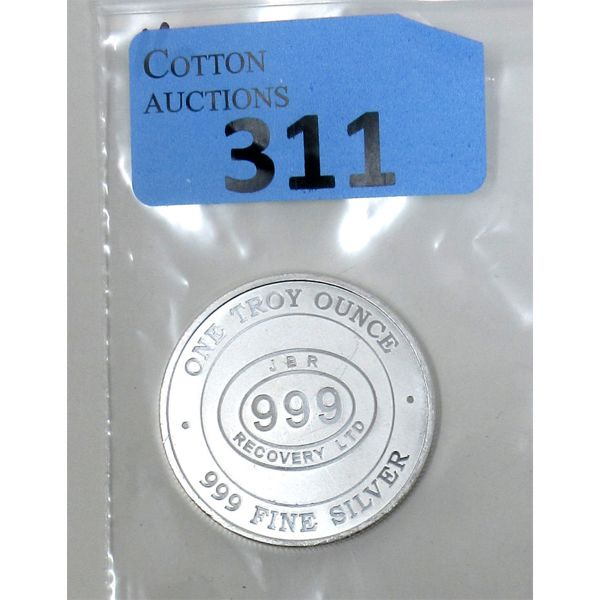 COTTON
AUCTIONS
311
ONE TROY OUNCE
JBR
999
RECOVERY LTD
999 FINE SILVER